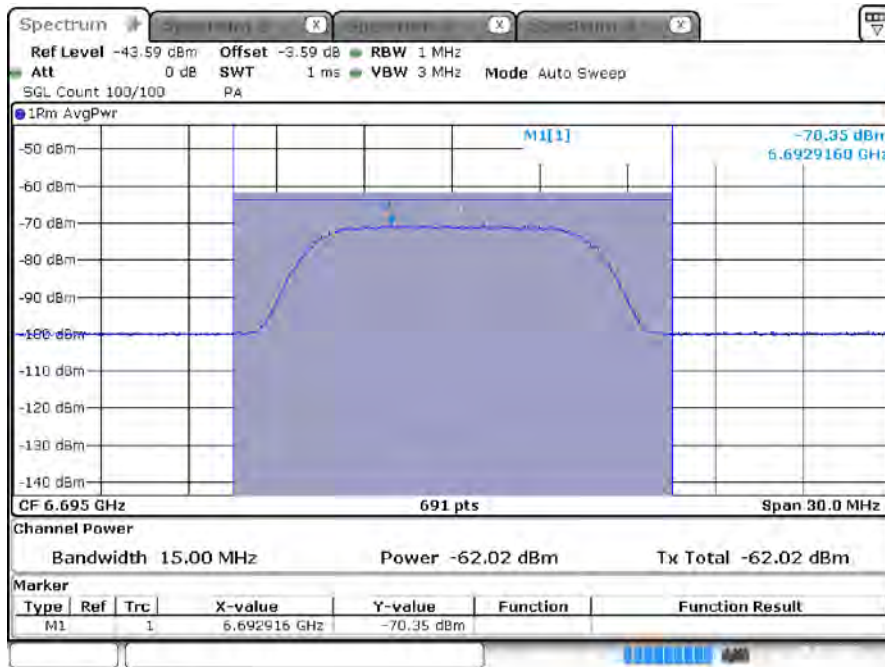 Spectrum X X X
Ref Level -43.59 dBm Offset -3.59 dB RBW 1 MHz
Att 0 dB SWT 1 ms VBW 3 MHz Mode Auto Sweep
SGL Count 100/100 PA
1Rm AvgPwr
M1[1] -70.35 dBm
6.6929160 GHz
-50 dBm
-60 dBm
-70 dBm
-80 dBm
-90 dBm
-100 dBm
-110 dBm
-120 dBm
-130 dBm
-140 dBm
CF 6.695 GHz 691 pts Span 30.0 MHz
Channel Power
Bandwidth 15.00 MHz Power -62.02 dBm Tx Total -62.02 dBm
Marker
Type Ref Trc X-value Y-value Function Function Result
M1 1 6.692916 GHz -70.35 dBm